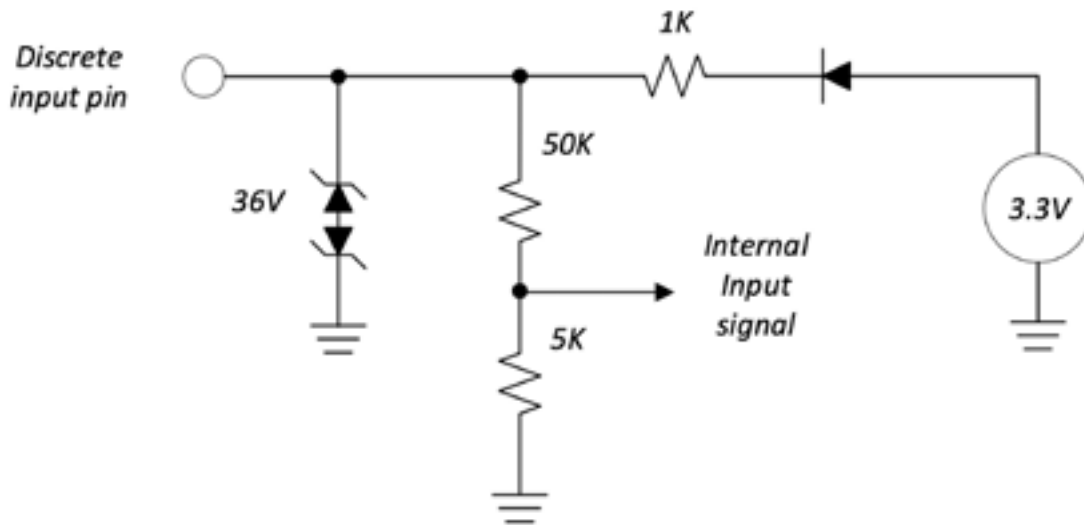 Discrete
input pin
1K
50K
36V
3.3V
Internal
Input
signal
5K